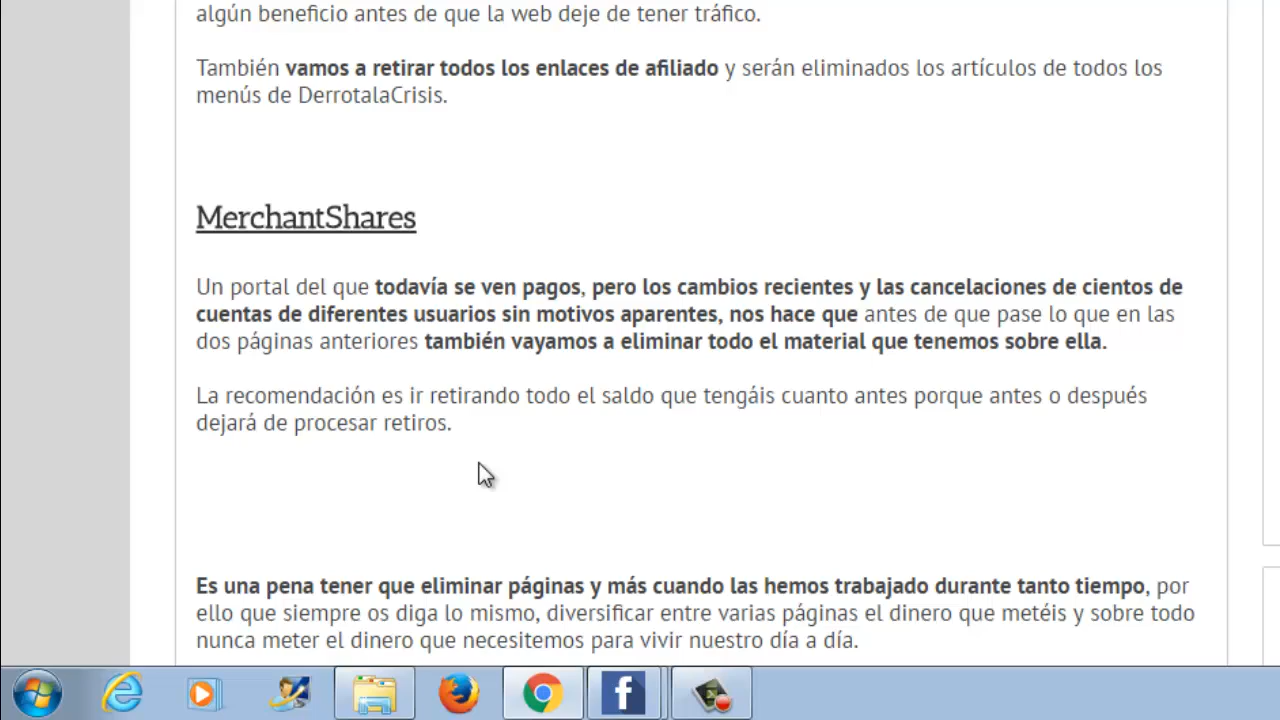 algún beneficio antes de que la web deje de tener tráfico.
También vamos a retirar todos los enlaces de afiliado y serán eliminados los artículos de todos los
menús de DerrotalaCrisis.
MerchantShares
Un portal del que todavía se ven pagos, pero los cambios recientes y las cancelaciones de cientos de
cuentas de diferentes usuarios sin motivos aparentes, nos hace que antes de que pase lo que en las
dos páginas anteriores también vayamos a eliminar todo el material que tenemos sobre ella.
La recomendación es ir retirando todo el saldo que tengáis cuanto antes porque antes o después
dejará de procesar retiros.
Es una pena tener que eliminar páginas y más cuando las hemos trabajado durante tanto tiempo, por
ello que siempre os diga lo mismo, diversificar entre varias páginas el dinero que metéis y sobre todo
nunca meter el dinero que necesitemos para vivir nuestro día a día.